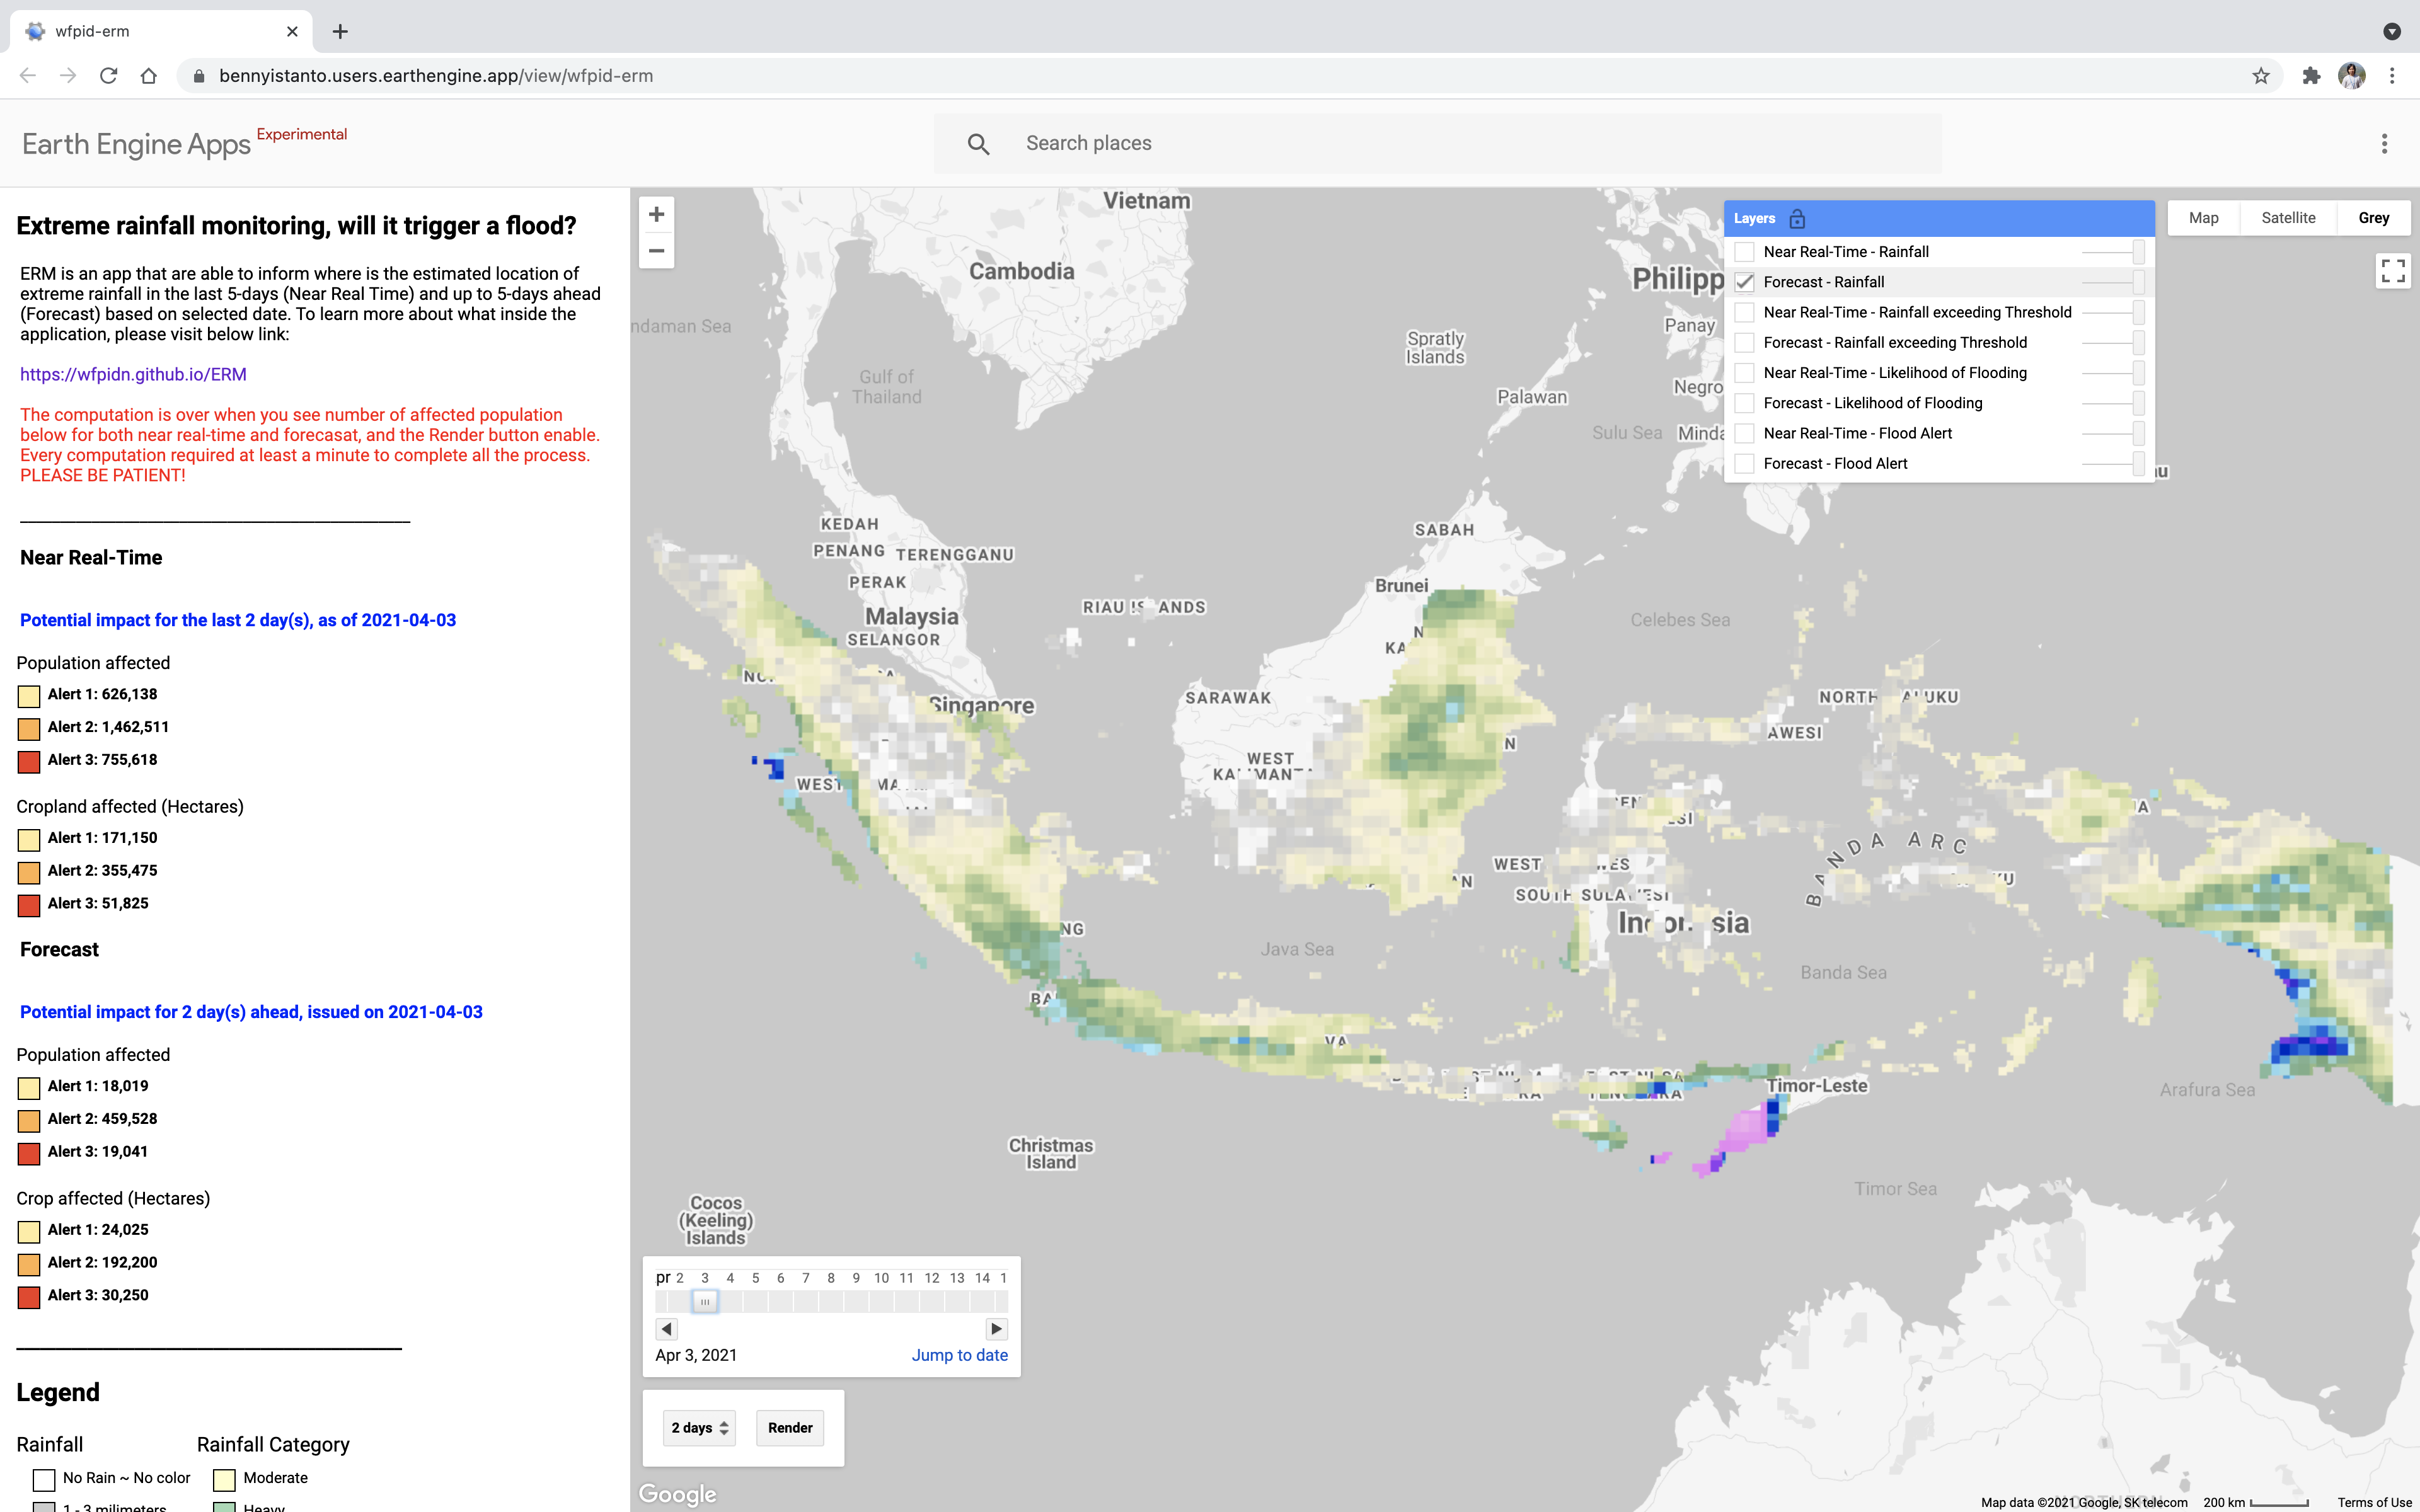 wfpid-erm
bennyistanto.users.earthengine.app/view/wfpid-erm
Earth Engine Apps Experimental
Search places
Extreme rainfall monitoring, will it trigger a flood?
ERM is an app that are able to inform where is the estimated location of
extreme rainfall in the last 5-days (Near Real Time) and up to 5-days ahead
(Forecast) based on selected date. To learn more about what inside the
application, please visit below link:
https://wfpidn.github.io/ERM
The computation is over when you see number of affected population
below for both near real-time and forecasat, and the Render button enable.
Every computation required at least a minute to complete all the process.
PLEASE BE PATIENT!
Near Real-Time
Potential impact for the last 2 day(s), as of 2021-04-03
Population affected
Alert 1: 626,138
Alert 2: 1,462,511
Alert 3: 755,618
Cropland affected (Hectares)
Alert 1: 171,150
Alert 2: 355,475
Alert 3: 51,825
Forecast
Potential impact for 2 day(s) ahead, issued on 2021-04-03
Population affected
Alert 1: 18,019
Alert 2: 459,528
Alert 3: 19,041
Crop affected (Hectares)
Alert 1: 24,025
Alert 2: 192,200
Alert 3: 30,250
Legend
Rainfall
Rainfall Category
No Rain ~ No color
Moderate
1 - 3 milimeters
Heavy
Layers
Near Real-Time - Rainfall
Forecast - Rainfall
Near Real-Time - Rainfall exceeding Threshold
Forecast - Rainfall exceeding Threshold
Near Real-Time - Likelihood of Flooding
Forecast - Likelihood of Flooding
Near Real-Time - Flood Alert
Forecast - Flood Alert
Map Satellite Grey
Vietnam
Cambodia
Philipp
Panay
Negro
Minda
Spratly
Islands
Palawan
Sulu Sea
ndaman Sea
Gulf of
Thailand
KEDAH
PENANG
TERENGGANU
PERAK
Malaysia
SELANGOR
RIAU ISLANDS
Singapore
SABAH
Brunei
SARAWAK
Celebes Sea
WEST
KALIMANTA
NORTH MALUKU
AWESI
WEST
WEST
SOUTH SULAWESI
BANDA ARC
Indonesia
Java Sea
Banda Sea
NG
BA
VA
Timor-Leste
Arafura Sea
Timor Sea
Christmas
Island
Cocos
(Keeling)
Islands
pr 2 3 4 5 6 7 8 9 10 11 12 13 14 1
Apr 3, 2021
Jump to date
2 days
Render
Google
Map data ©2021 Google, SK telecom 200 km Terms of Use